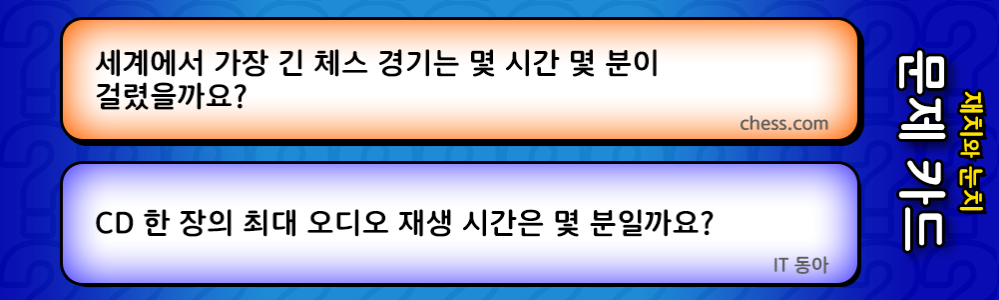 세계에서 가장 긴 체스 경기는 몇 시간 몇 분이
걸렸을까요?
chess.com
CD 한 장의 최대 오디오 재생 시간은 몇 분일까요?
IT 동아
재치와 눈치
문제 카드